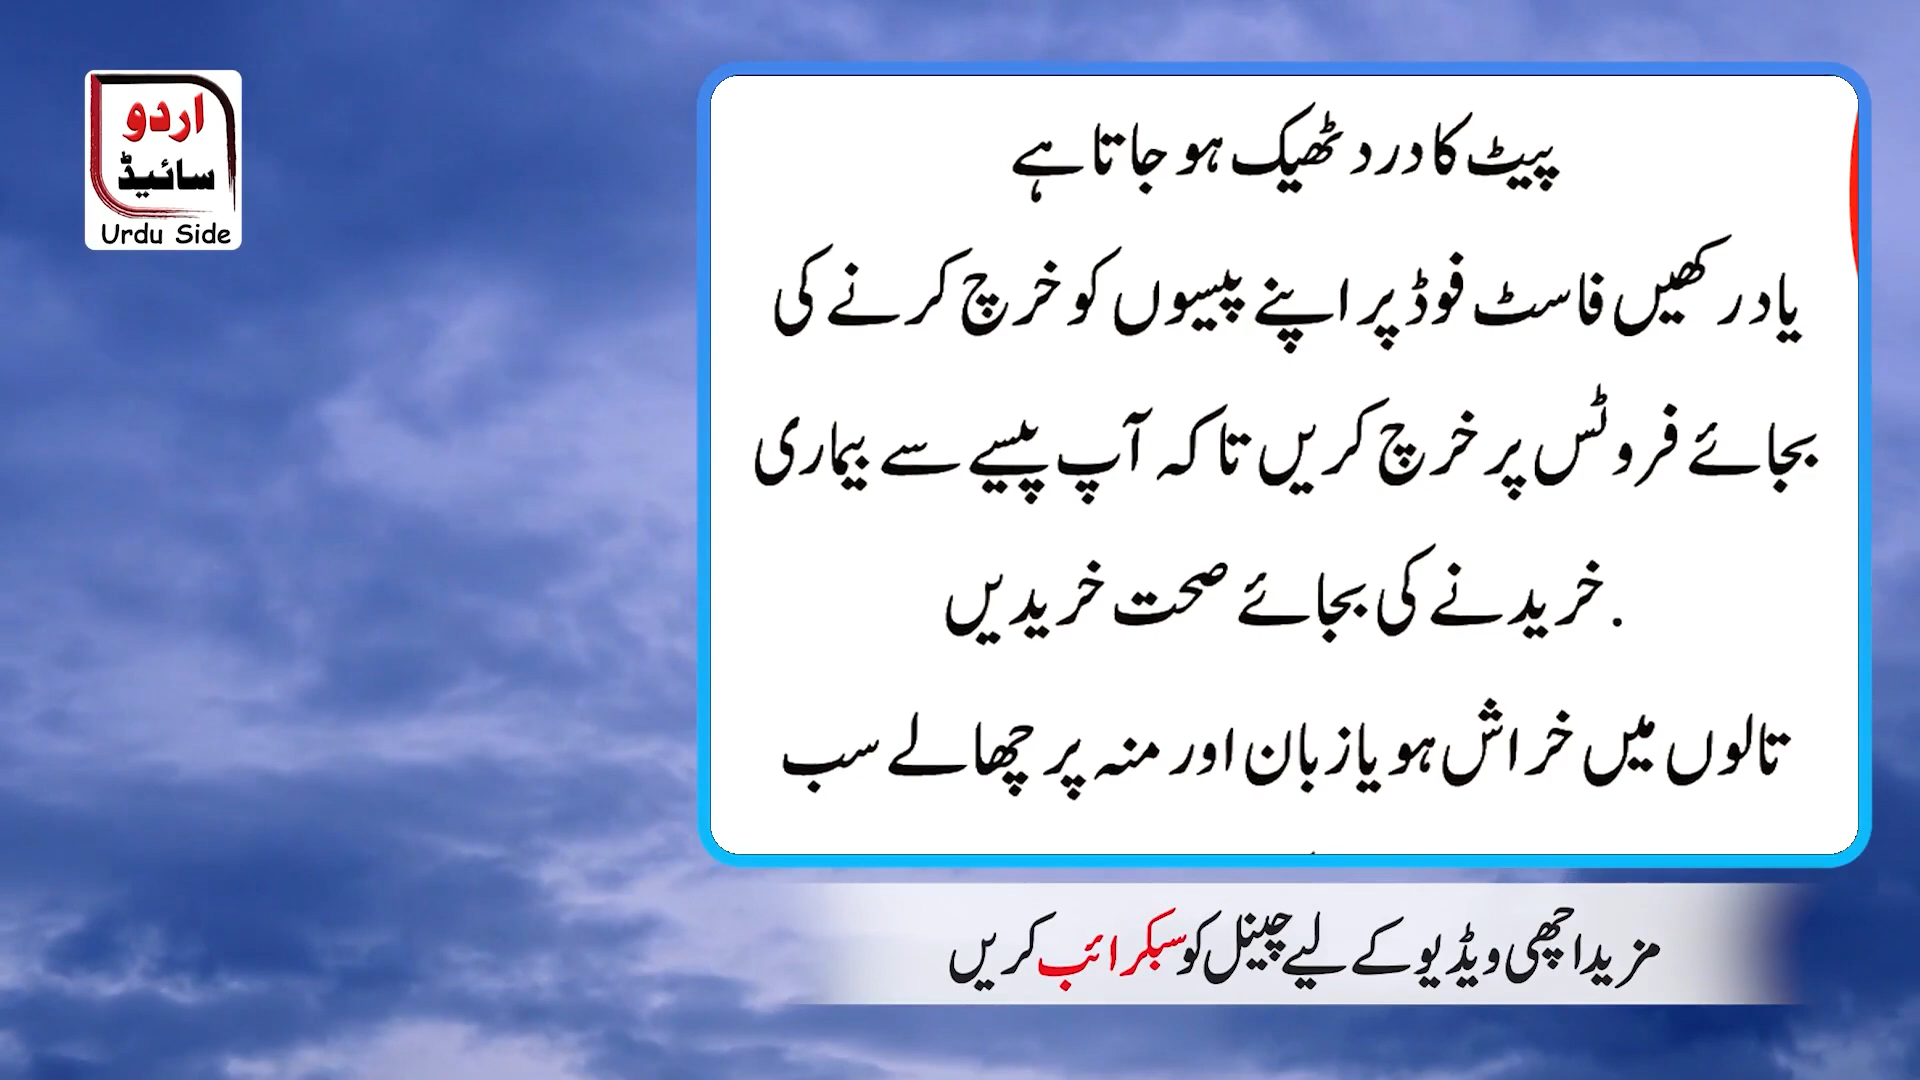 اردو
سائیڈ
Urdu Side
پیٹ کا درد ٹھیک ہو جاتا ہے
یاد رکھیں فاسٹ فوڈ پر اپنے پیسوں کو خرچ کرنے کی
بجائے فروٹس پر خرچ کریں تاکہ آپ پیسے سے بیماری
. خریدنے کی بجائے صحت خریدیں
تالوں میں خراش ہو یا زبان اور منہ پر چھالے سب
مزید اچھی ویڈیو کے لیے چینل کو سبکرائب کریں